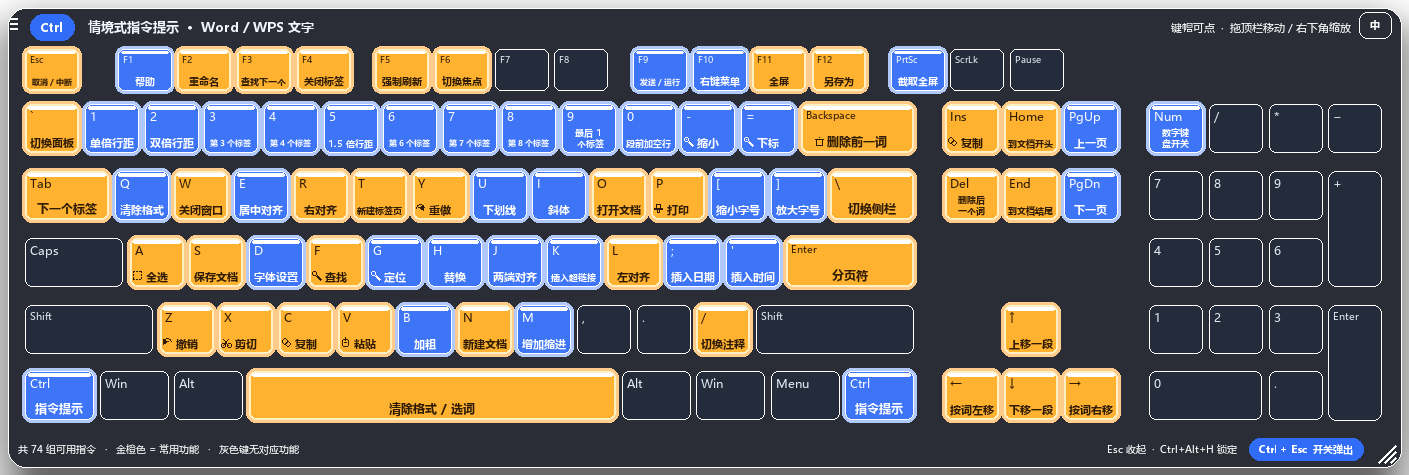 Ctrl 情境式指令提示 • Word / WPS 文字 键帽可点 · 拖顶栏移动 / 右下角缩放 中
Esc 取消 / 中断 F1 帮助 F2 重命名 F3 查找下一个 F4 关闭标签 F5 强制刷新 F6 切换焦点 F7 F8 F9 发送 / 运行 F10 右键菜单 F11 全屏 F12 另存为 PrtSc 截取全屏 ScrLk Pause
` 切换面板 1 单倍行距 2 双倍行距 3 第 3 个标签 4 第 4 个标签 5 1.5 倍行距 6 第 6 个标签 7 第 7 个标签 8 第 8 个标签 9 最后 1 个标签 0 段前加空行 - 缩小 = 下标 Backspace 删除前一词 Ins 复制 Home 到文档开头 PgUp 上一页 Num 数字键盘开关 / * −
Tab 下一个标签 Q 清除格式 W 关闭窗口 E 居中对齐 R 右对齐 T 新建标签页 Y 重做 U 下划线 I 斜体 O 打开文档 P 打印 [ 缩小字号 ] 放大字号 \ 切换侧栏 Del 删除后一个词 End 到文档结尾 PgDn 下一页 7 8 9 +
Caps A 全选 S 保存文档 D 字体设置 F 查找 G 定位 H 替换 J 两端对齐 K 插入超链接 L 左对齐 ; 插入日期 ' 插入时间 Enter 分页符 4 5 6
Shift Z 撤销 X 剪切 C 复制 V 粘贴 B 加粗 N 新建文档 M 增加缩进 , . / 切换注释 Shift ↑ 上移一段 1 2 3 Enter
Ctrl 指令提示 Win Alt 清除格式 / 选词 Alt Win Menu Ctrl 指令提示 ← 按词左移 ↓ 下移一段 → 按词右移 0 .
共 74 组可用指令 · 金橙色 = 常用功能 · 灰色键无对应功能 Esc 收起 · Ctrl+Alt+H 锁定 Ctrl + Esc 开关弹出